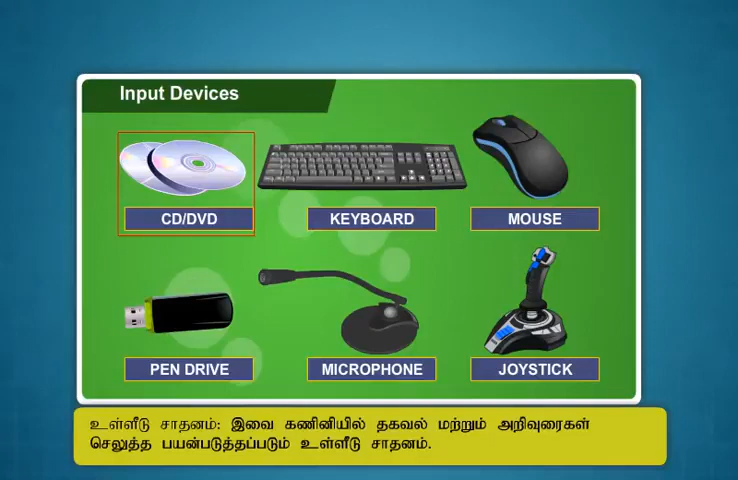 Input Devices
CD/DVD
KEYBOARD
MOUSE
PEN DRIVE
MICROPHONE
JOYSTICK
உள்ளீடு சாதனம்: இவை கணினியில் தகவல் மற்றும் அறிவுரைகள்
செலுத்த பயன்படுத்தப்படும் உள்ளீடு சாதனம்.